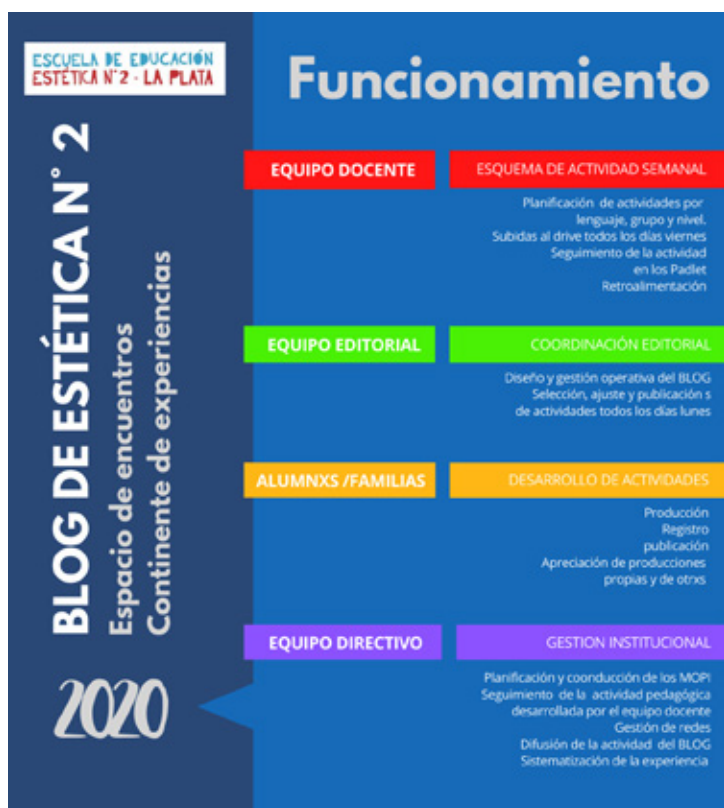 ESCUELA DE EDUCACIÓN
ESTÉTICA N°2 - LA PLATA
BLOG DE ESTÉTICA N° 2
Espacio de encuentros
Continente de experiencias
2020
Funcionamiento
EQUIPO DOCENTE
ESQUEMA DE ACTIVIDAD SEMANAL
Planificación de actividades por
lenguaje, grupo y nivel.
Subidas al drive todos los días viernes
Seguimiento de la actividad
en los Padlet
Retroalimentación
EQUIPO EDITORIAL
COORDINACIÓN EDITORIAL
Diseño y gestión operativa del BLOG
Selección, ajuste y publicación s
de actividades todos los días lunes
ALUMNXS /FAMILIAS
DESARROLLO DE ACTIVIDADES
Producción
Registro
publicación
Apreciación de producciones
propias y de otrxs
EQUIPO DIRECTIVO
GESTION INSTITUCIONAL
Planificación y coonducción de los MOPI
Seguimiento de la actividad pedagógica
desarrollada por el equipo docente
Gestión de redes
Difusión de la actividad del BLOG
Sistematización de la experiencia